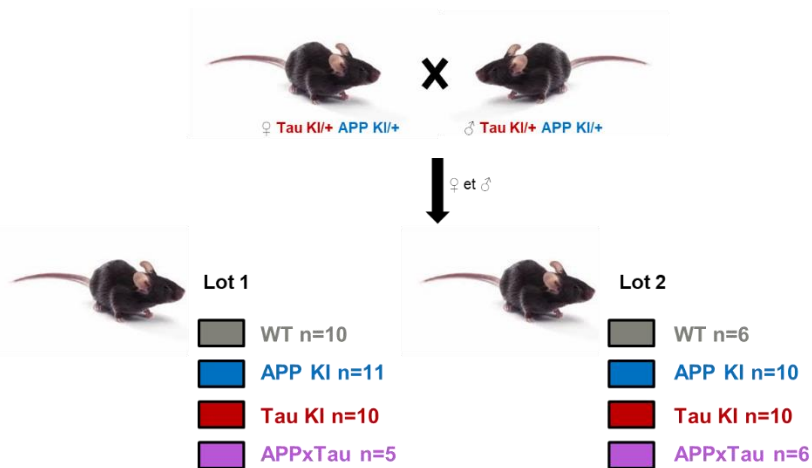 X
♀ Tau KI/+ APP KI/+
♂ Tau KI/+ APP KI/+
♀ et ♂
Lot 1
WT n=10
APP KI n=11
Tau KI n=10
APPxTau n=5
Lot 2
WT n=6
APP KI n=10
Tau KI n=10
APPxTau n=6